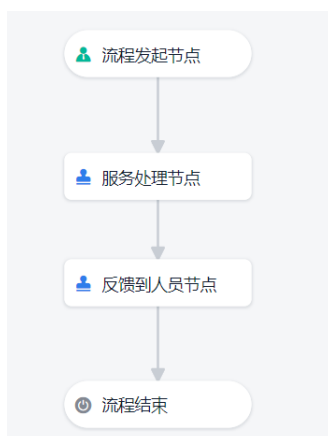 流程发起节点
服务处理节点
反馈到人员节点
流程结束